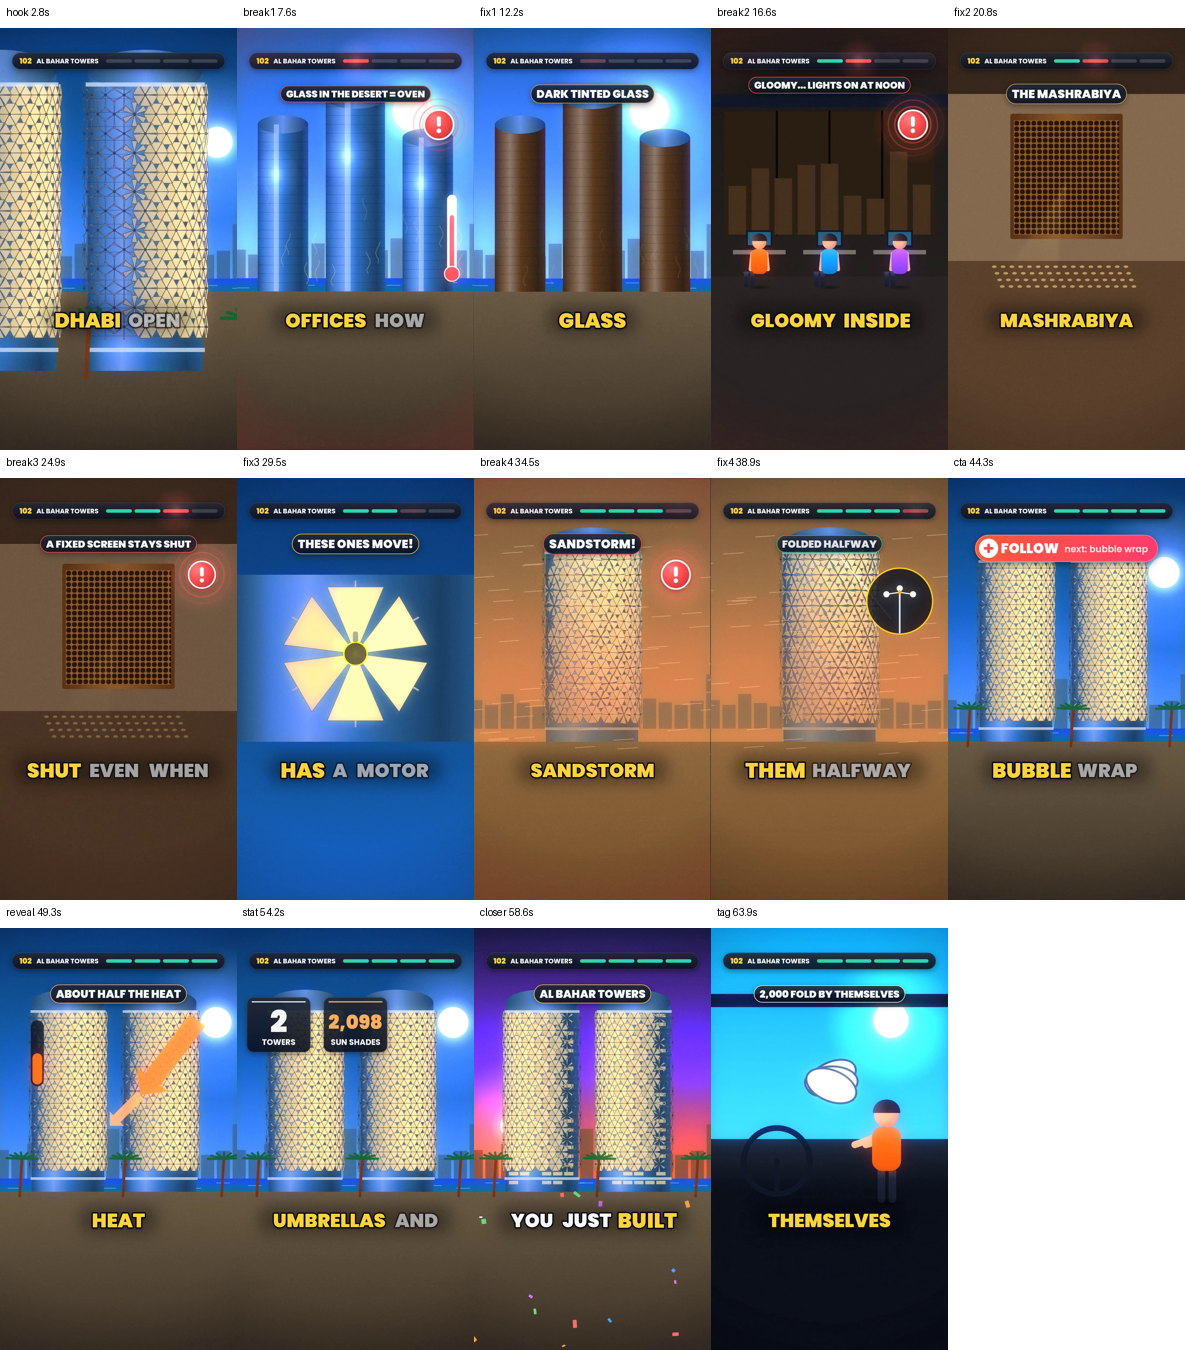 hook 2.8s
102 AL BAHAR TOWERS
DHABI OPEN
break1 7.6s
102 AL BAHAR TOWERS
GLASS IN THE DESERT = OVEN
OFFICES HOW
fix1 12.2s
102 AL BAHAR TOWERS
DARK TINTED GLASS
GLASS
break2 16.6s
102 AL BAHAR TOWERS
GLOOMY... LIGHTS ON AT NOON
GLOOMY INSIDE
fix2 20.8s
102 AL BAHAR TOWERS
THE MASHRABIYA
MASHRABIYA
break3 24.9s
102 AL BAHAR TOWERS
A FIXED SCREEN STAYS SHUT
SHUT EVEN WHEN
fix3 29.5s
102 AL BAHAR TOWERS
THESE ONES MOVE!
HAS A MOTOR
break4 34.5s
102 AL BAHAR TOWERS
SANDSTORM!
SANDSTORM
fix4 38.9s
102 AL BAHAR TOWERS
FOLDED HALFWAY
THEM HALFWAY
cta 44.3s
102 AL BAHAR TOWERS
FOLLOW next: bubble wrap
BUBBLE WRAP
reveal 49.3s
102 AL BAHAR TOWERS
ABOUT HALF THE HEAT
HEAT
stat 54.2s
102 AL BAHAR TOWERS
2
TOWERS
2,098
SUN SHADES
UMBRELLAS AND
closer 58.6s
102 AL BAHAR TOWERS
AL BAHAR TOWERS
YOU JUST BUILT
tag 63.9s
102 AL BAHAR TOWERS
2,000 FOLD BY THEMSELVES
THEMSELVES